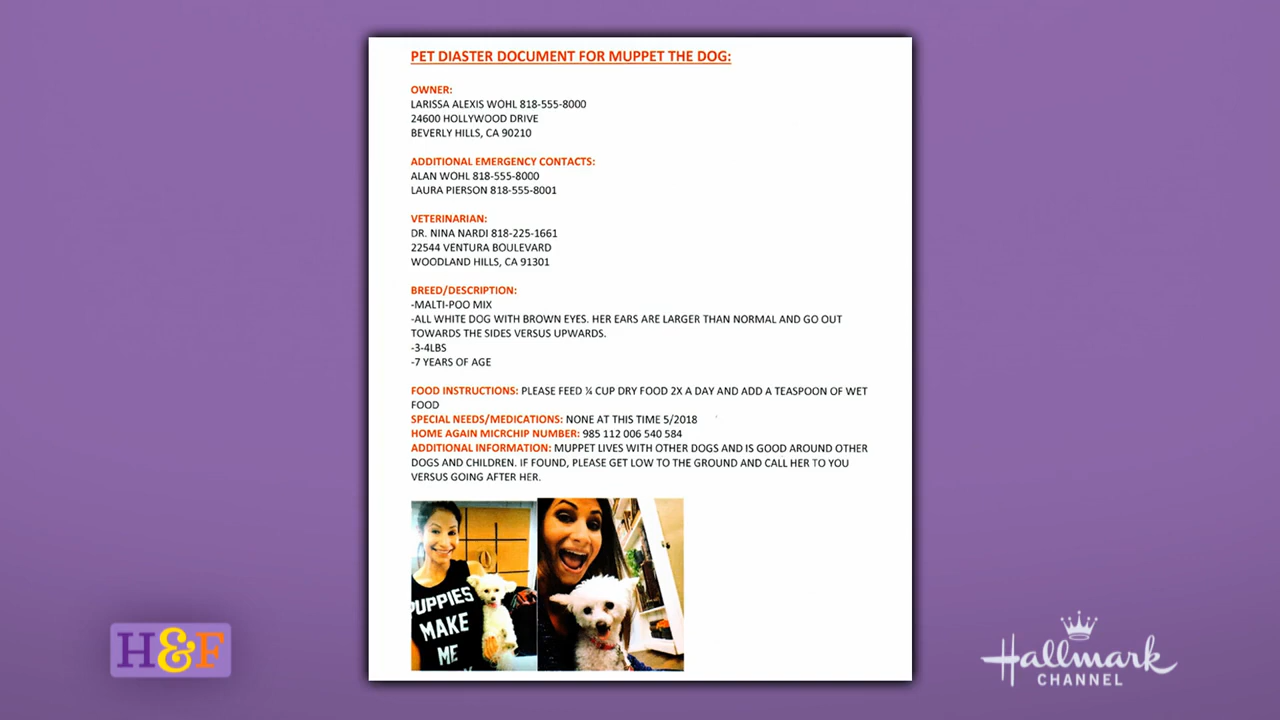 PET DIASTER DOCUMENT FOR MUPPET THE DOG:
OWNER:
LARISSA ALEXIS WOHL 818-555-8000
24600 HOLLYWOOD DRIVE
BEVERLY HILLS, CA 90210
ADDITIONAL EMERGENCY CONTACTS:
ALAN WOHL 818-555-8000
LAURA PIERSON 818-555-8001
VETERINARIAN:
DR. NINA NARDI 818-225-1661
22544 VENTURA BOULEVARD
WOODLAND HILLS, CA 91301
BREED/DESCRIPTION:
-MALTI-POO MIX
-ALL WHITE DOG WITH BROWN EYES. HER EARS ARE LARGER THAN NORMAL AND GO OUT
TOWARDS THE SIDES VERSUS UPWARDS.
-3-4LBS
-7 YEARS OF AGE
FOOD INSTRUCTIONS: PLEASE FEED ¼ CUP DRY FOOD 2X A DAY AND ADD A TEASPOON OF WET
FOOD
SPECIAL NEEDS/MEDICATIONS: NONE AT THIS TIME 5/2018
HOME AGAIN MICRCHIP NUMBER: 985 112 006 540 584
ADDITIONAL INFORMATION: MUPPET LIVES WITH OTHER DOGS AND IS GOOD AROUND OTHER
DOGS AND CHILDREN. IF FOUND, PLEASE GET LOW TO THE GROUND AND CALL HER TO YOU
VERSUS GOING AFTER HER.
PUPPIES
MAKE
ME
H&F
Hallmark
CHANNEL